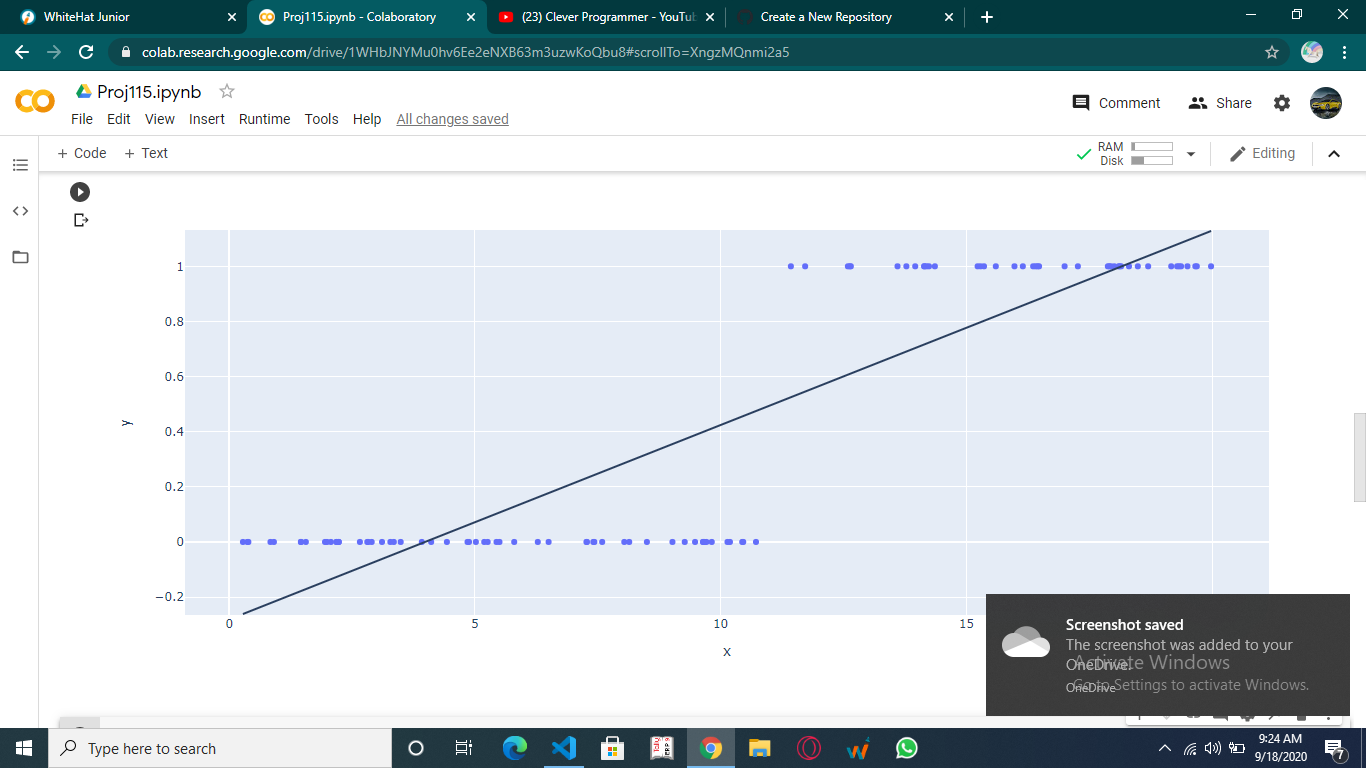 WhiteHat Junior
Proj115.ipynb - Colaboratory
(23) Clever Programmer - YouTub
Create a New Repository
colab.research.google.com/drive/1WHbJNYMu0hv6Ee2eNXB63m3uzwKoQbu8#scrollTo=XngzMQnmi2a5
Proj115.ipynb
Comment
Share
File Edit View Insert Runtime Tools Help All changes saved
+ Code + Text
RAM
Disk
Editing
1
0.8
0.6
0.4
0.2
0
−0.2
y
0 5 10 15
x
Screenshot saved
The screenshot was added to your
OneDrive.
OneDrive
Activate Windows
Go to Settings to activate Windows.
Type here to search
9:24 AM
9/18/2020
7